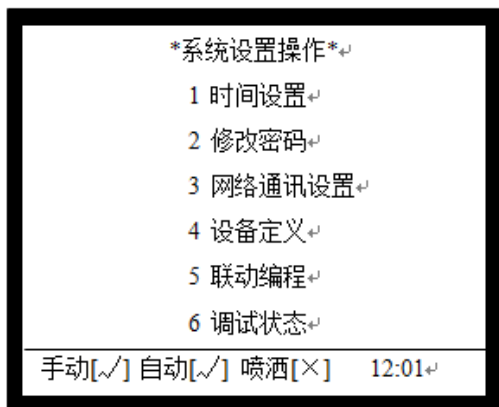 *系统设置操作*↵
1 时间设置↵
2 修改密码↵
3 网络通讯设置↵
4 设备定义↵
5 联动编程↵
6 调试状态↵
手动[√] 自动[√] 喷洒[×] 12:01↵